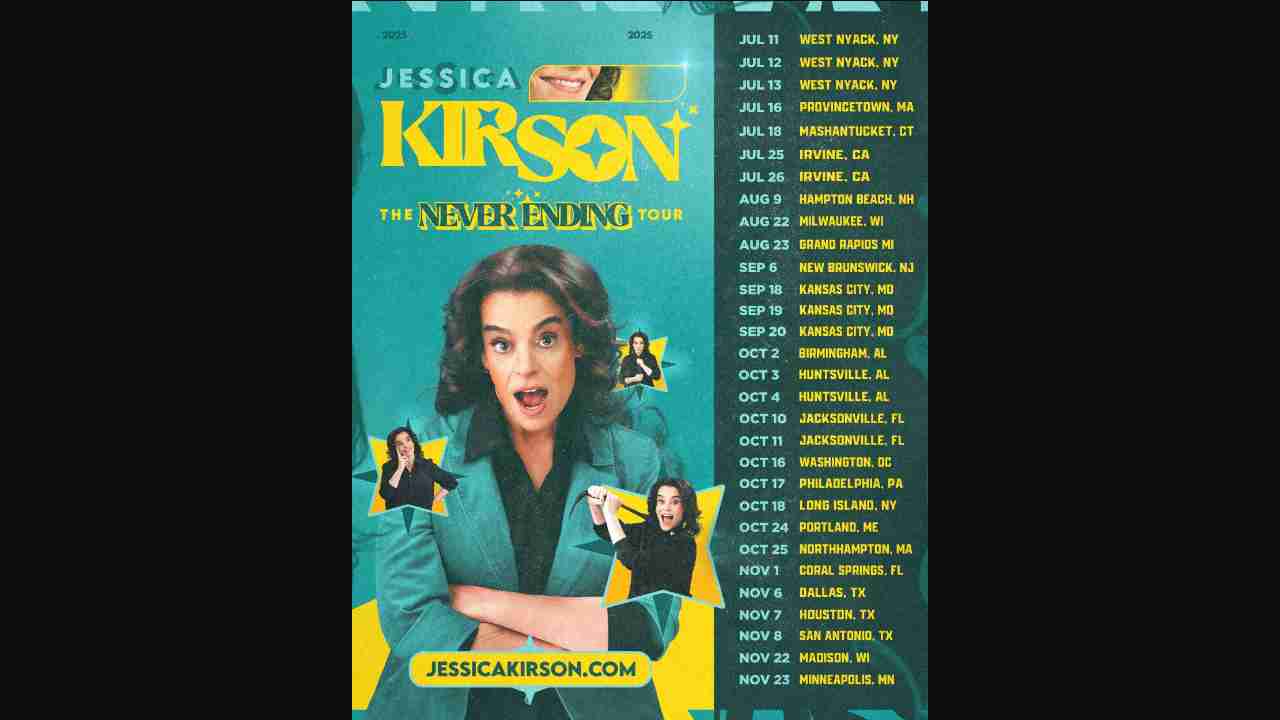 2025 2025
JESSICA
KIRSON
THE NEVER ENDING TOUR
JESSICAKIRSON.COM
JUL 11 WEST NYACK, NY
JUL 12 WEST NYACK, NY
JUL 13 WEST NYACK, NY
JUL 16 PROVINCETOWN, MA
JUL 18 MASHANTUCKET, CT
JUL 25 IRVINE, CA
JUL 26 IRVINE, CA
AUG 9 HAMPTON BEACH, NH
AUG 22 MILWAUKEE, WI
AUG 23 GRAND RAPIDS MI
SEP 6 NEW BRUNSWICK, NJ
SEP 18 KANSAS CITY, MO
SEP 19 KANSAS CITY, MO
SEP 20 KANSAS CITY, MO
OCT 2 BIRMINGHAM, AL
OCT 3 HUNTSVILLE, AL
OCT 4 HUNTSVILLE, AL
OCT 10 JACKSONVILLE, FL
OCT 11 JACKSONVILLE, FL
OCT 16 WASHINGTON, DC
OCT 17 PHILADELPHIA, PA
OCT 18 LONG ISLAND, NY
OCT 24 PORTLAND, ME
OCT 25 NORTHHAMPTON, MA
NOV 1 CORAL SPRINGS, FL
NOV 6 DALLAS, TX
NOV 7 HOUSTON, TX
NOV 8 SAN ANTONIO, TX
NOV 22 MADISON, WI
NOV 23 MINNEAPOLIS, MN